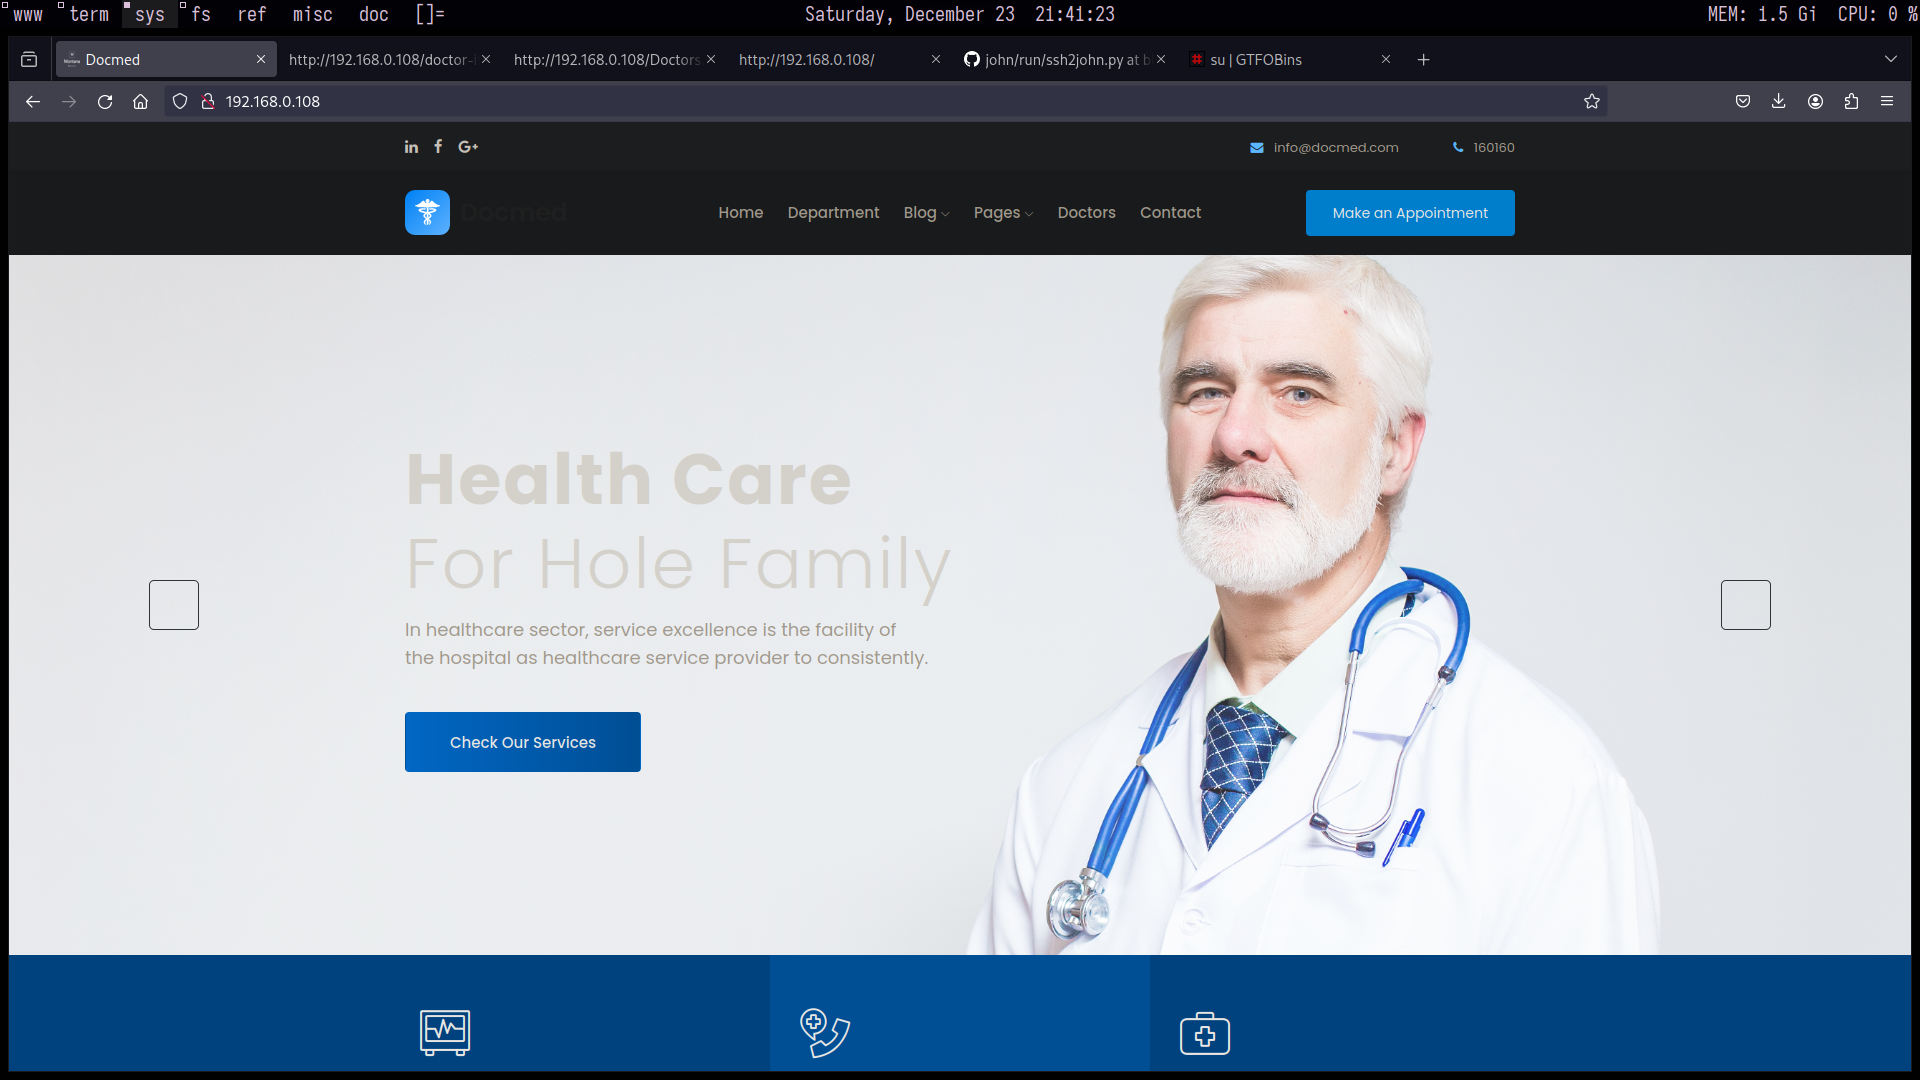 www term sys fs ref misc doc []= Saturday, December 23 21:41:23 MEM: 1.5 Gi CPU: 0 %
Docmed http://192.168.0.108/doctor- http://192.168.0.108/Doctors http://192.168.0.108/ john/run/ssh2john.py at b su | GTFOBins
192.168.0.108
info@docmed.com 160160
Docmed Home Department Blog Pages Doctors Contact Make an Appointment
Health Care
For Hole Family
In healthcare sector, service excellence is the facility of
the hospital as healthcare service provider to consistently.
Check Our Services